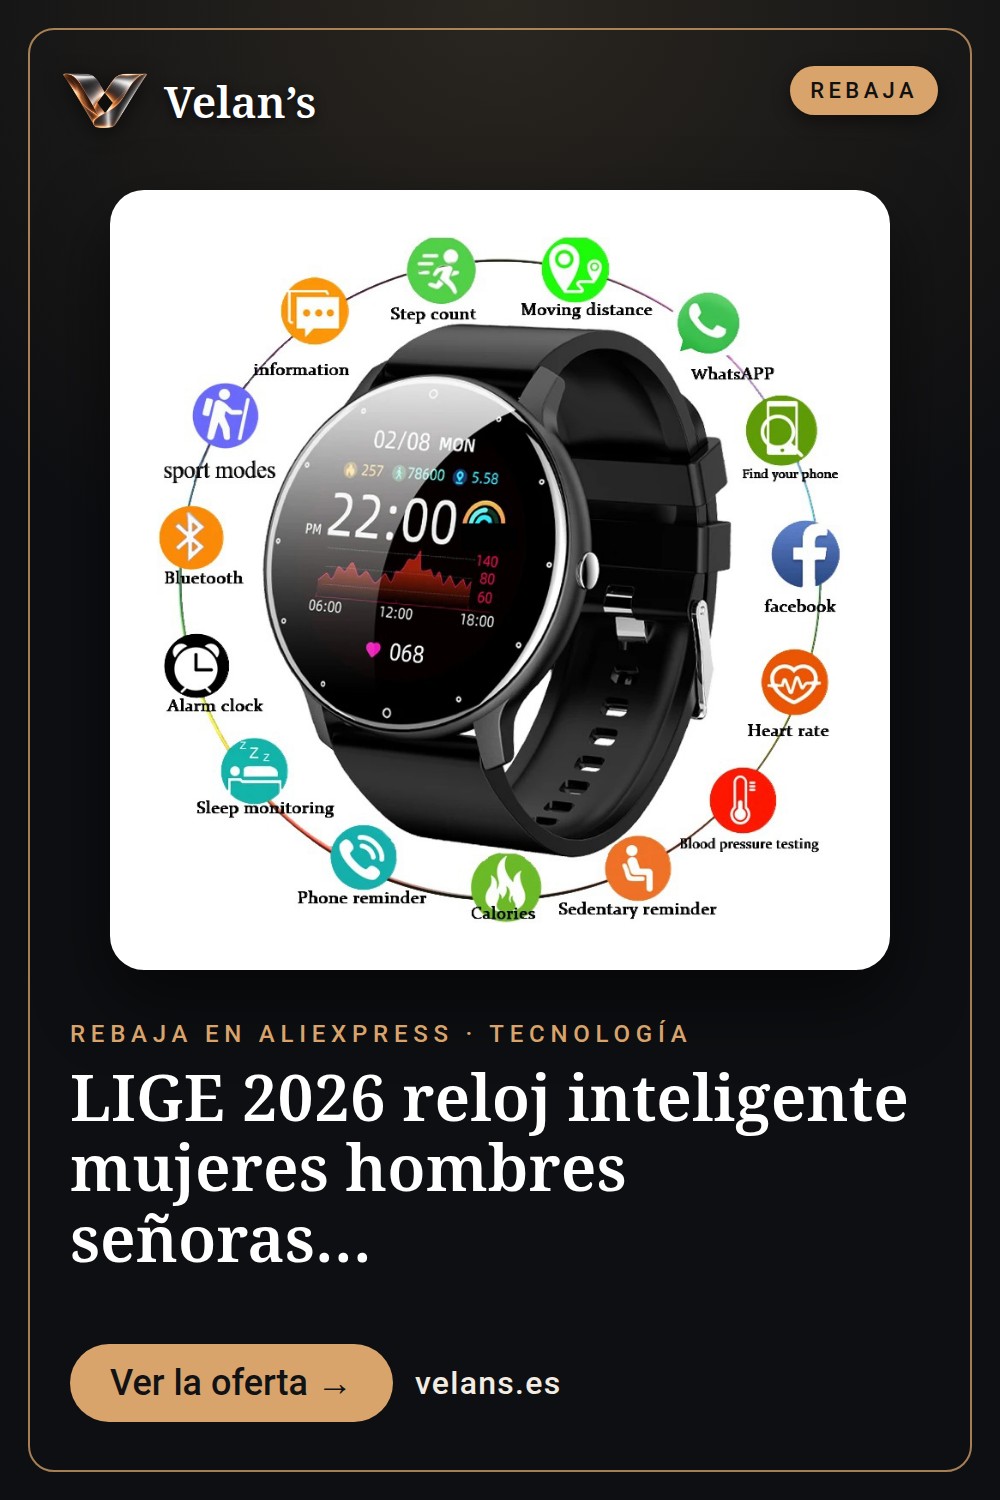 Velan’s
REBAJA
Step count
Moving distance
information
WhatsAPP
sport modes
Find your phone
Bluetooth
facebook
Alarm clock
Heart rate
Sleep monitoring
Blood pressure testing
Phone reminder
Calories
Sedentary reminder
02/08 MON
257 78600 5.58
PM 22:00
140
80
60
06:00 12:00 18:00
068
zzz
REBAJA EN ALIEXPRESS · TECNOLOGÍA
LIGE 2026 reloj inteligente
mujeres hombres
señoras...
Ver la oferta →
velans.es